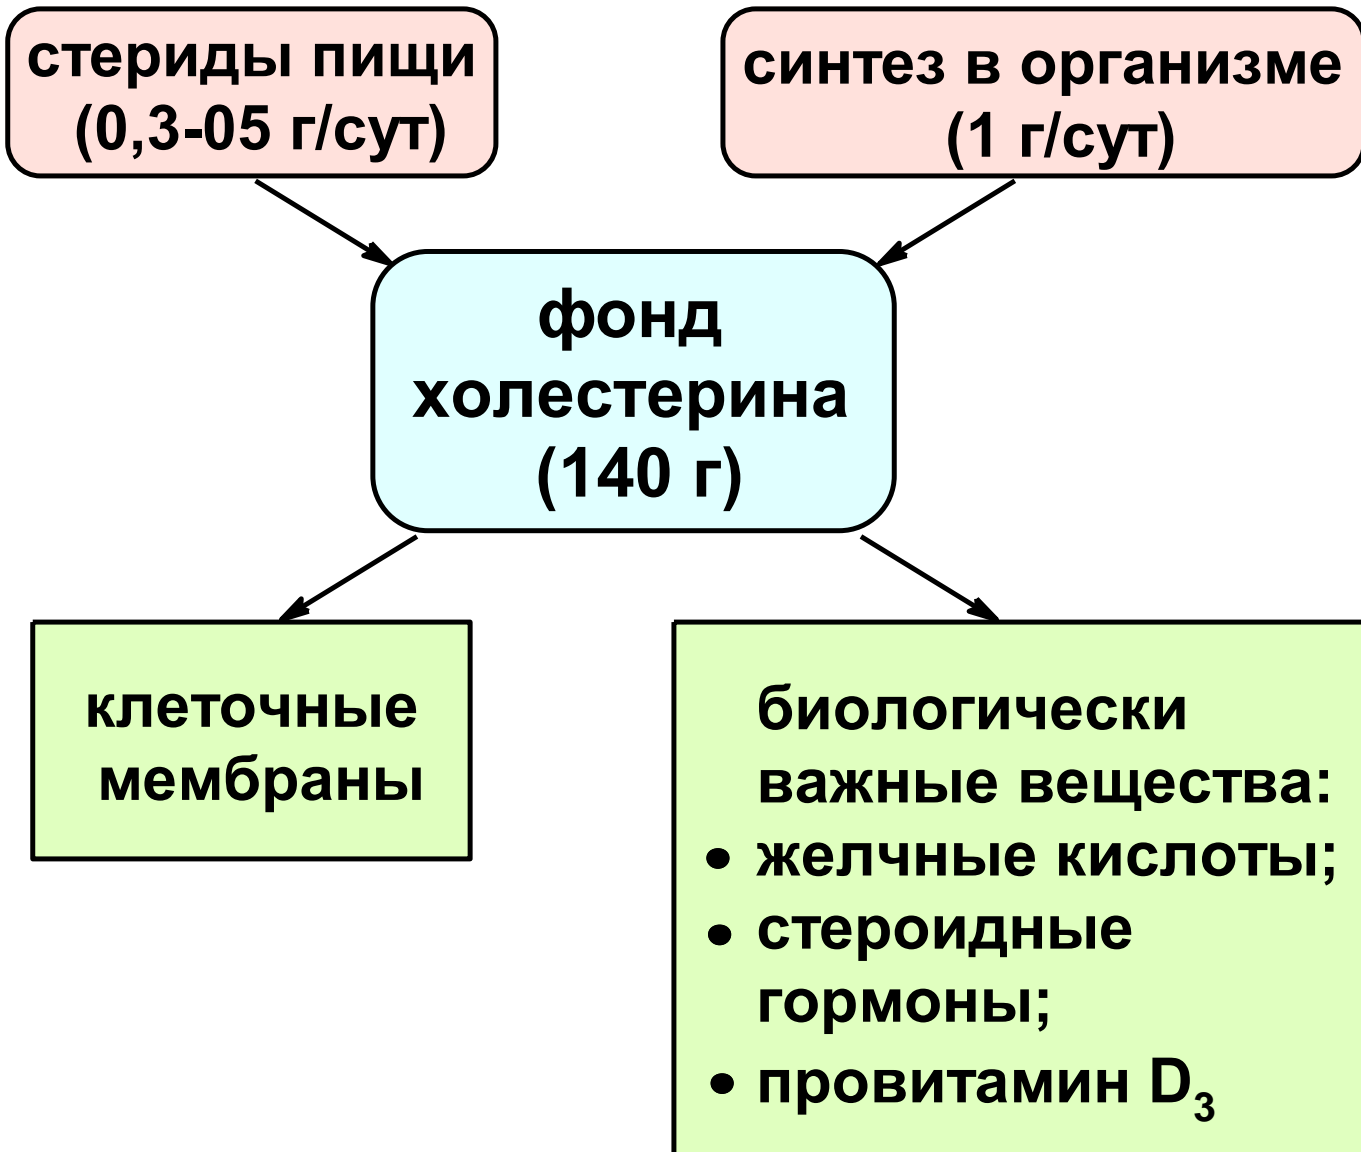 стериды пищи
(0,3-05 г/сут)
синтез в организме
(1 г/сут)
фонд
холестерина
(140 г)
клеточные
мембраны
биологически
важные вещества:
• желчные кислоты;
• стероидные
гормоны;
• провитамин D₃